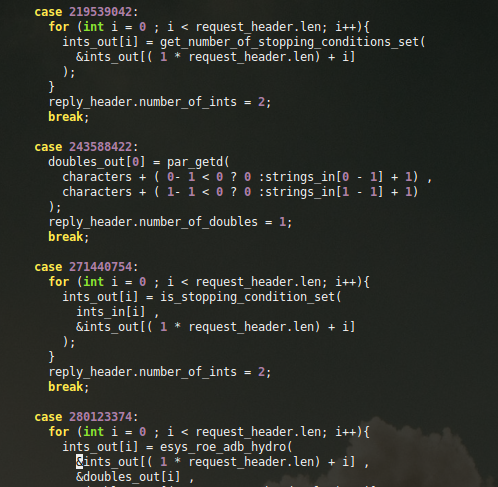 case 219539042:
for (int i = 0 ; i < request_header.len; i++){
ints_out[i] = get_number_of_stopping_conditions_set(
&ints_out[( 1 * request_header.len) + i]
);
}
reply_header.number_of_ints = 2;
break;
case 243588422:
doubles_out[0] = par_getd(
characters + ( 0- 1 < 0 ? 0 :strings_in[0 - 1] + 1) ,
characters + ( 1- 1 < 0 ? 0 :strings_in[1 - 1] + 1)
);
reply_header.number_of_doubles = 1;
break;
case 271440754:
for (int i = 0 ; i < request_header.len; i++){
ints_out[i] = is_stopping_condition_set(
ints_in[i] ,
&ints_out[( 1 * request_header.len) + i]
);
}
reply_header.number_of_ints = 2;
break;
case 280123374:
for (int i = 0 ; i < request_header.len; i++){
ints_out[i] = esys_roe_adb_hydro(
&ints_out[( 1 * request_header.len) + i] ,
&doubles_out[i] ,